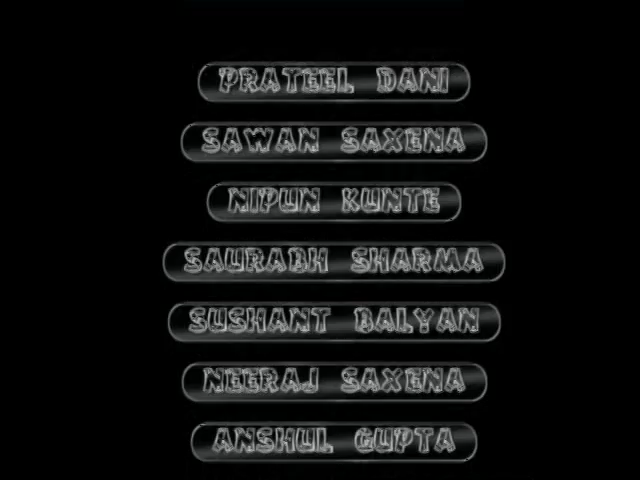 PRATEEL DANI
SAWAN SAXENA
NIPUN KUNTE
SAURABH SHARMA
SUSHANT BALYAN
NEERAJ SAXENA
ANSHUL GUPTA